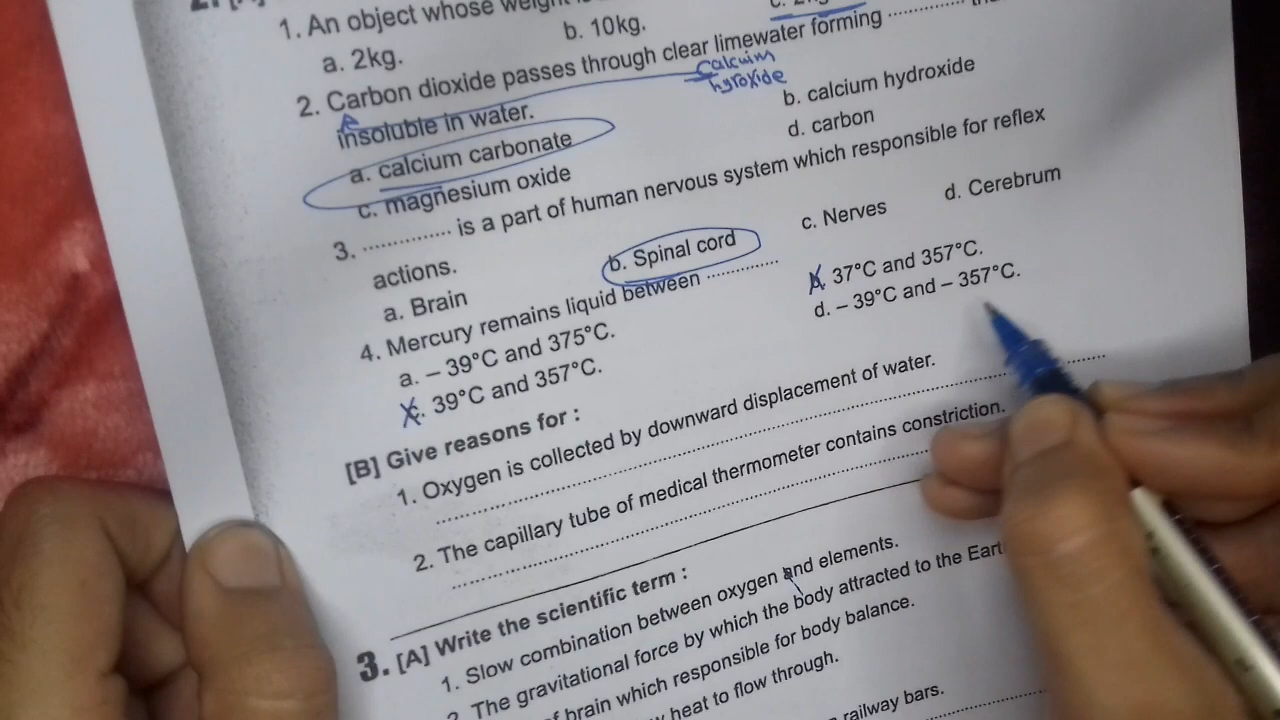 1. An object whose weight
a. 2kg. b. 10kg.
2. Carbon dioxide passes through clear limewater forming ..............
calcuim
hyroxide
insoluble in water.
a. calcium carbonate b. calcium hydroxide
c. magnesium oxide d. carbon
3. .............. is a part of human nervous system which responsible for reflex
actions.
a. Brain b. Spinal cord c. Nerves d. Cerebrum
4. Mercury remains liquid between ..............
a. – 39°C and 375°C. 37°C and 357°C.
c. 39°C and 357°C. d. – 39°C and – 357°C.
[B] Give reasons for :
1. Oxygen is collected by downward displacement of water.
2. The capillary tube of medical thermometer contains constriction.
3. [A] Write the scientific term :
1. Slow combination between oxygen and elements.
2. The gravitational force by which the body attracted to the
brain which responsible for body balance.
heat to flow through.
railway bars.